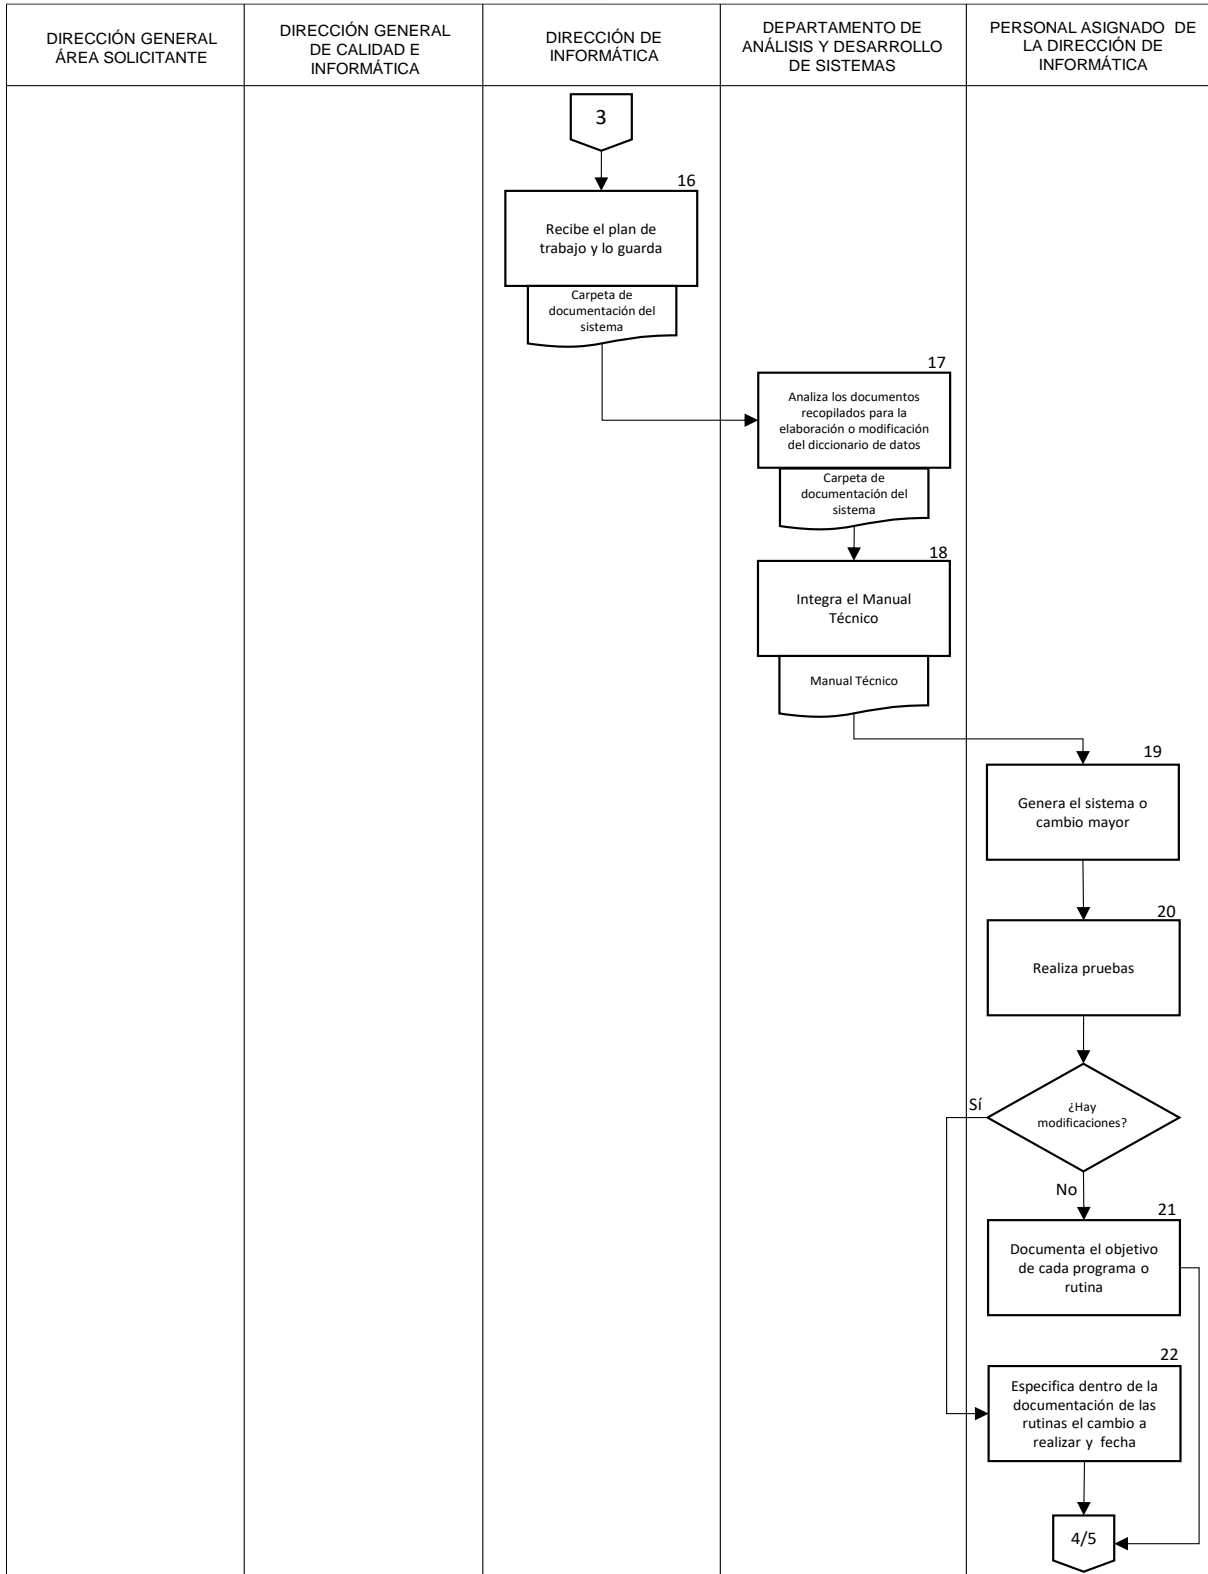 DIRECCIÓN GENERAL
ÁREA SOLICITANTE
DIRECCIÓN GENERAL
DE CALIDAD E
INFORMÁTICA
DIRECCIÓN DE
INFORMÁTICA
DEPARTAMENTO DE
ANÁLISIS Y DESARROLLO
DE SISTEMAS
PERSONAL ASIGNADO DE
LA DIRECCIÓN DE
INFORMÁTICA
3
16
Recibe el plan de
trabajo y lo guarda
Carpeta de
documentación del
sistema
17
Analiza los documentos
recopilados para la
elaboración o modificación
del diccionario de datos
Carpeta de
documentación del
sistema
18
Integra el Manual
Técnico
Manual Técnico
19
Genera el sistema o
cambio mayor
20
Realiza pruebas
¿Hay
modificaciones?
Sí
No
21
Documenta el objetivo
de cada programa o
rutina
22
Especifica dentro de la
documentación de las
rutinas el cambio a
realizar y fecha
4/5